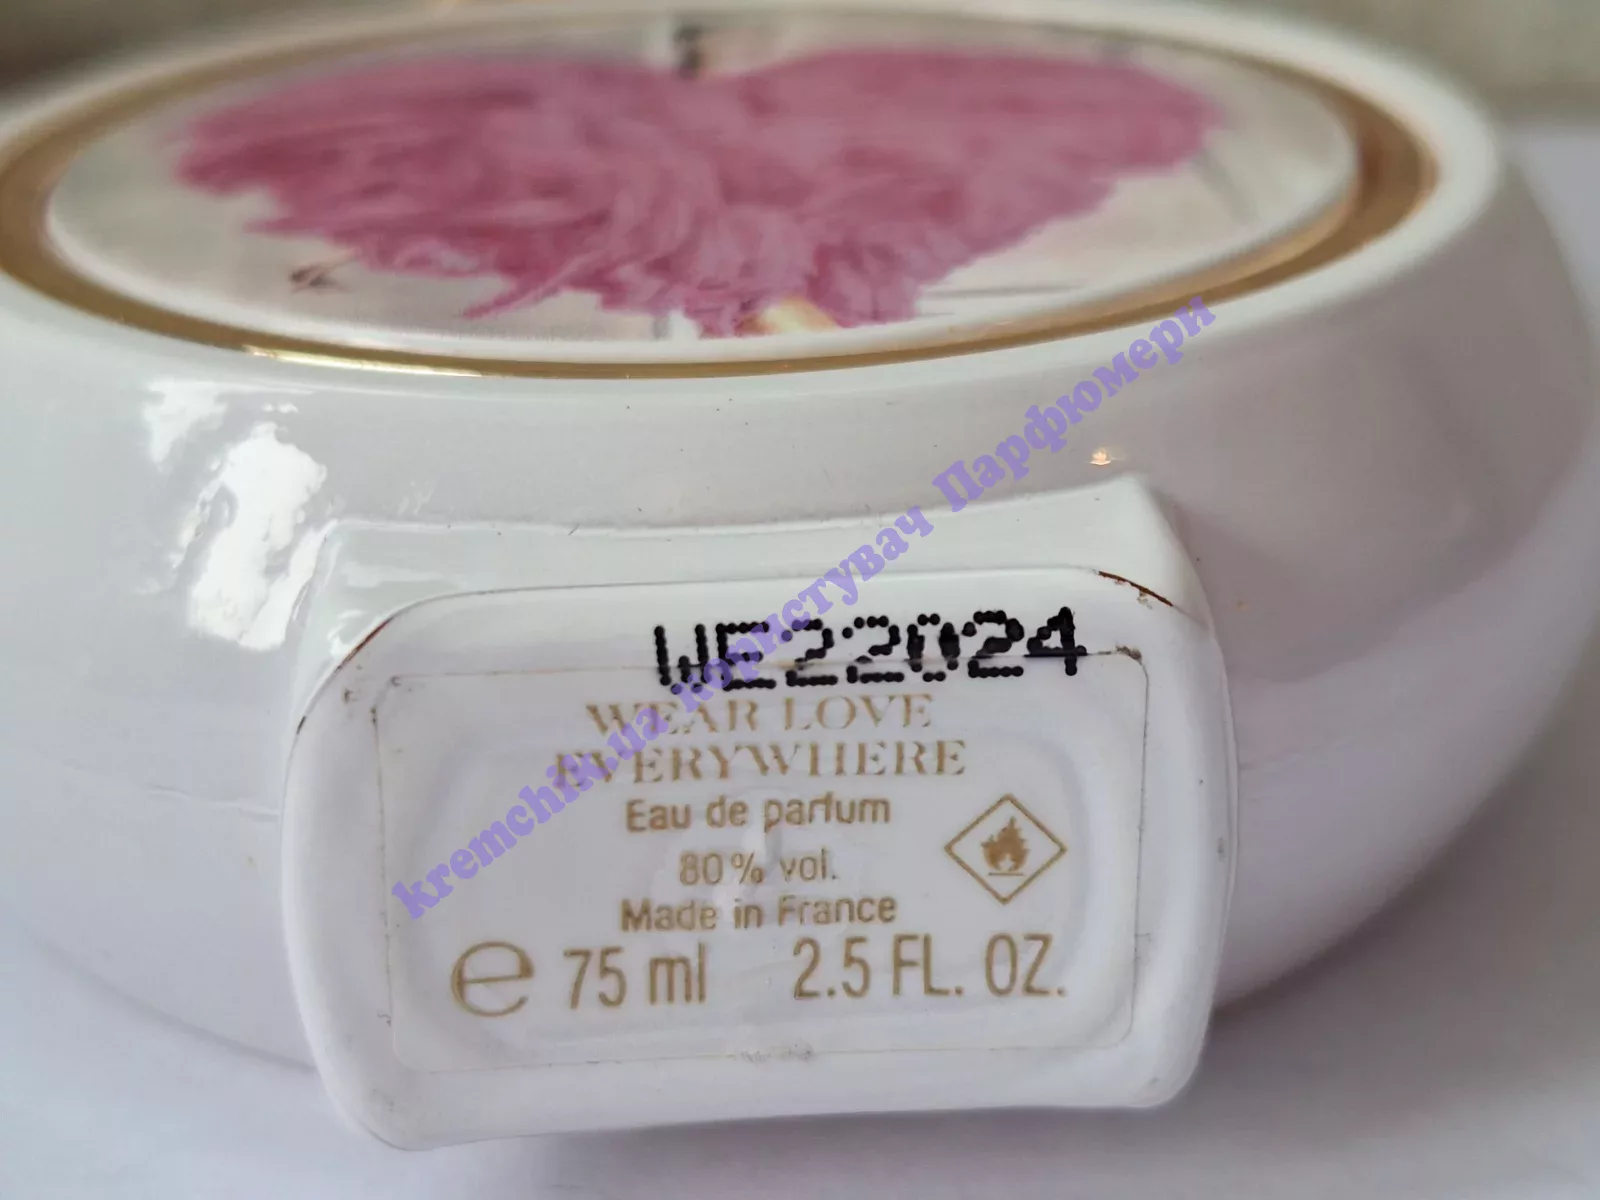 WE22024
WEAR LOVE
EVERYWHERE
Eau de parfum
80% vol.
Made in France
℮ 75 ml 2.5 FL. OZ.
kremchik.ua користувач Парфюмери